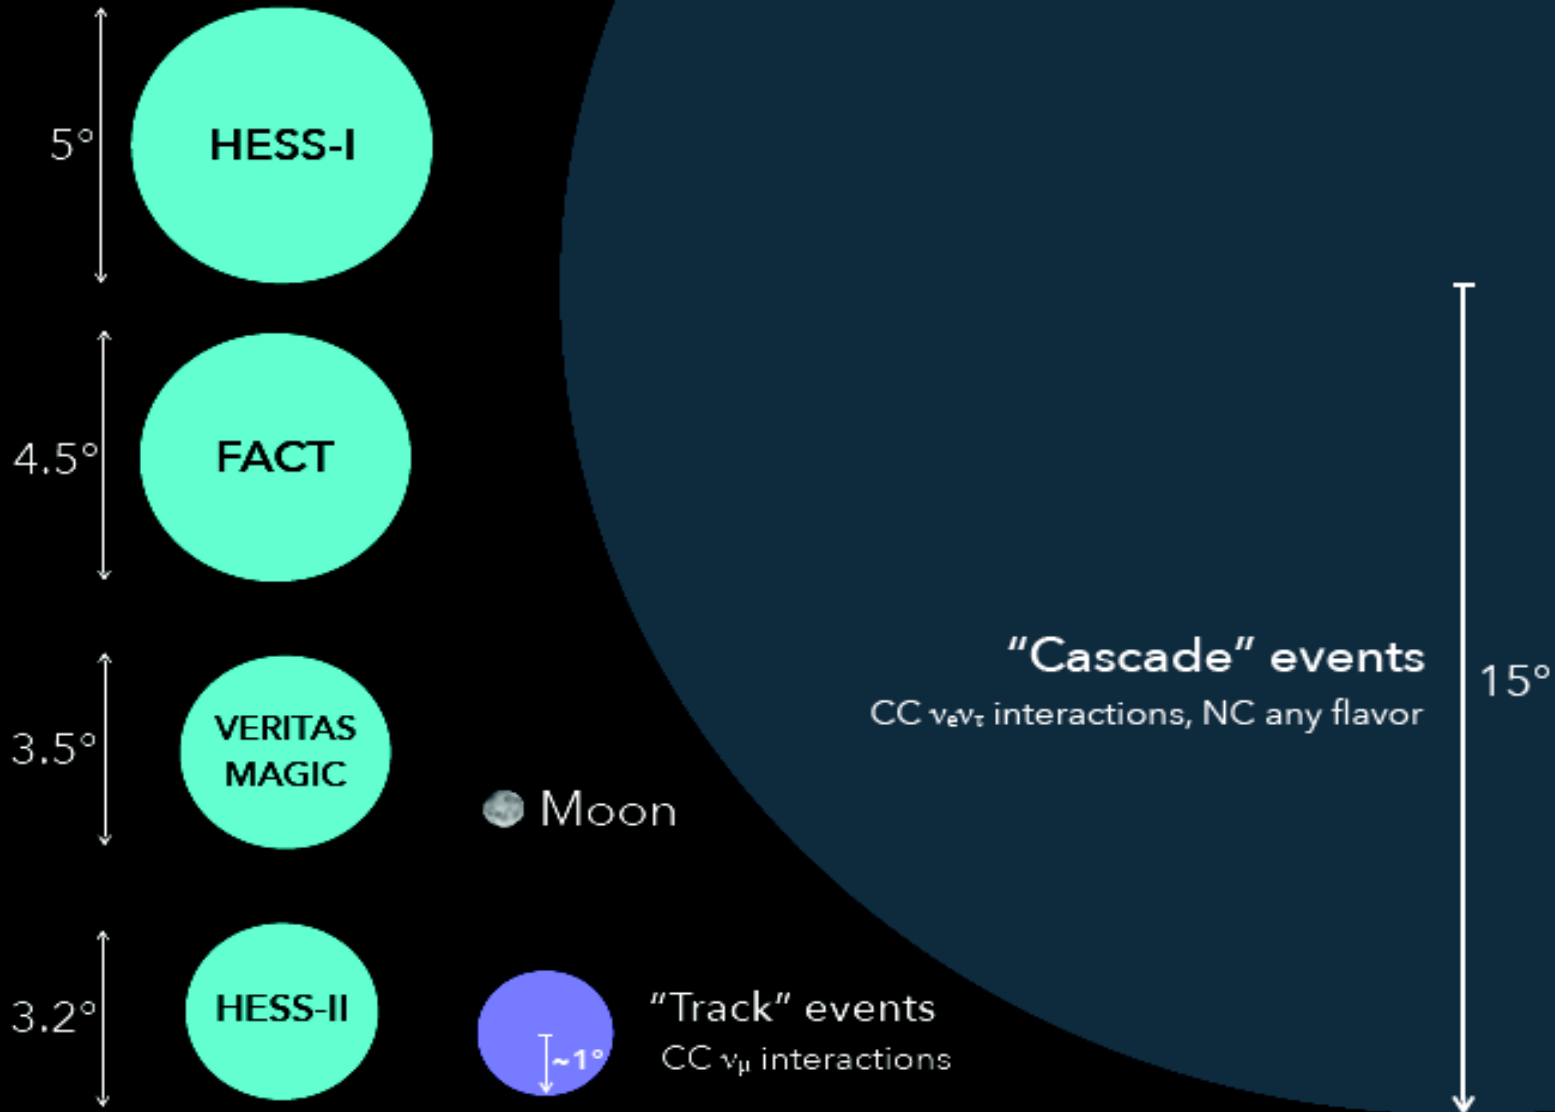 5°
HESS-I
4.5°
FACT
3.5°
VERITAS
MAGIC
Moon
3.2°
HESS-II
~1°
“Track” events
CC νμ interactions
“Cascade” events
CC νeντ interactions, NC any flavor
15°